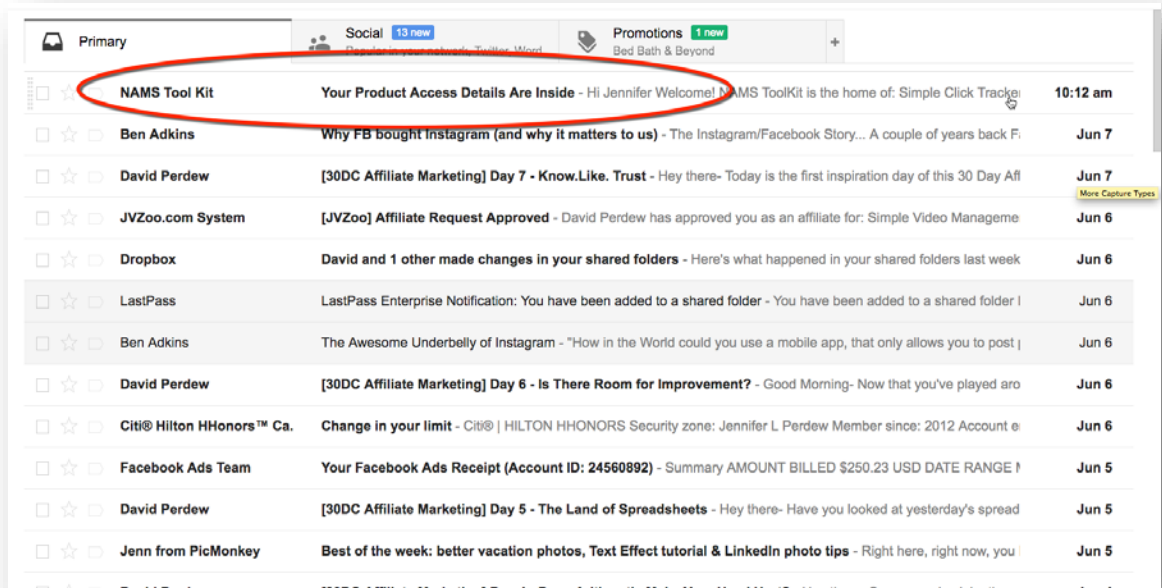 Primary
Social 13 new
Popular in your network, Twitter, Word
Promotions 1 new
Bed Bath & Beyond
+
NAMS Tool Kit Your Product Access Details Are Inside - Hi Jennifer Welcome! NAMS ToolKit is the home of: Simple Click Tracker 10:12 am
Ben Adkins Why FB bought Instagram (and why it matters to us) - The Instagram/Facebook Story... A couple of years back Jun 7
David Perdew [30DC Affiliate Marketing] Day 7 - Know.Like. Trust - Hey there- Today is the first inspiration day of this 30 Day Aff Jun 7
More Capture Types
JVZoo.com System [JVZoo] Affiliate Request Approved - David Perdew has approved you as an affiliate for: Simple Video Manageme Jun 6
Dropbox David and 1 other made changes in your shared folders - Here's what happened in your shared folders last week Jun 6
LastPass LastPass Enterprise Notification: You have been added to a shared folder - You have been added to a shared folder Jun 6
Ben Adkins The Awesome Underbelly of Instagram - "How in the World could you use a mobile app, that only allows you to post Jun 6
David Perdew [30DC Affiliate Marketing] Day 6 - Is There Room for Improvement? - Good Morning- Now that you've played aro Jun 6
Citi® Hilton HHonors™ Ca. Change in your limit - Citi® | HILTON HHONORS Security zone: Jennifer L Perdew Member since: 2012 Account Jun 6
Facebook Ads Team Your Facebook Ads Receipt (Account ID: 24560892) - Summary AMOUNT BILLED $250.23 USD DATE RANGE Jun 5
David Perdew [30DC Affiliate Marketing] Day 5 - The Land of Spreadsheets - Hey there- Have you looked at yesterday's spread Jun 5
Jenn from PicMonkey Best of the week: better vacation photos, Text Effect tutorial & LinkedIn photo tips - Right here, right now, you Jun 5